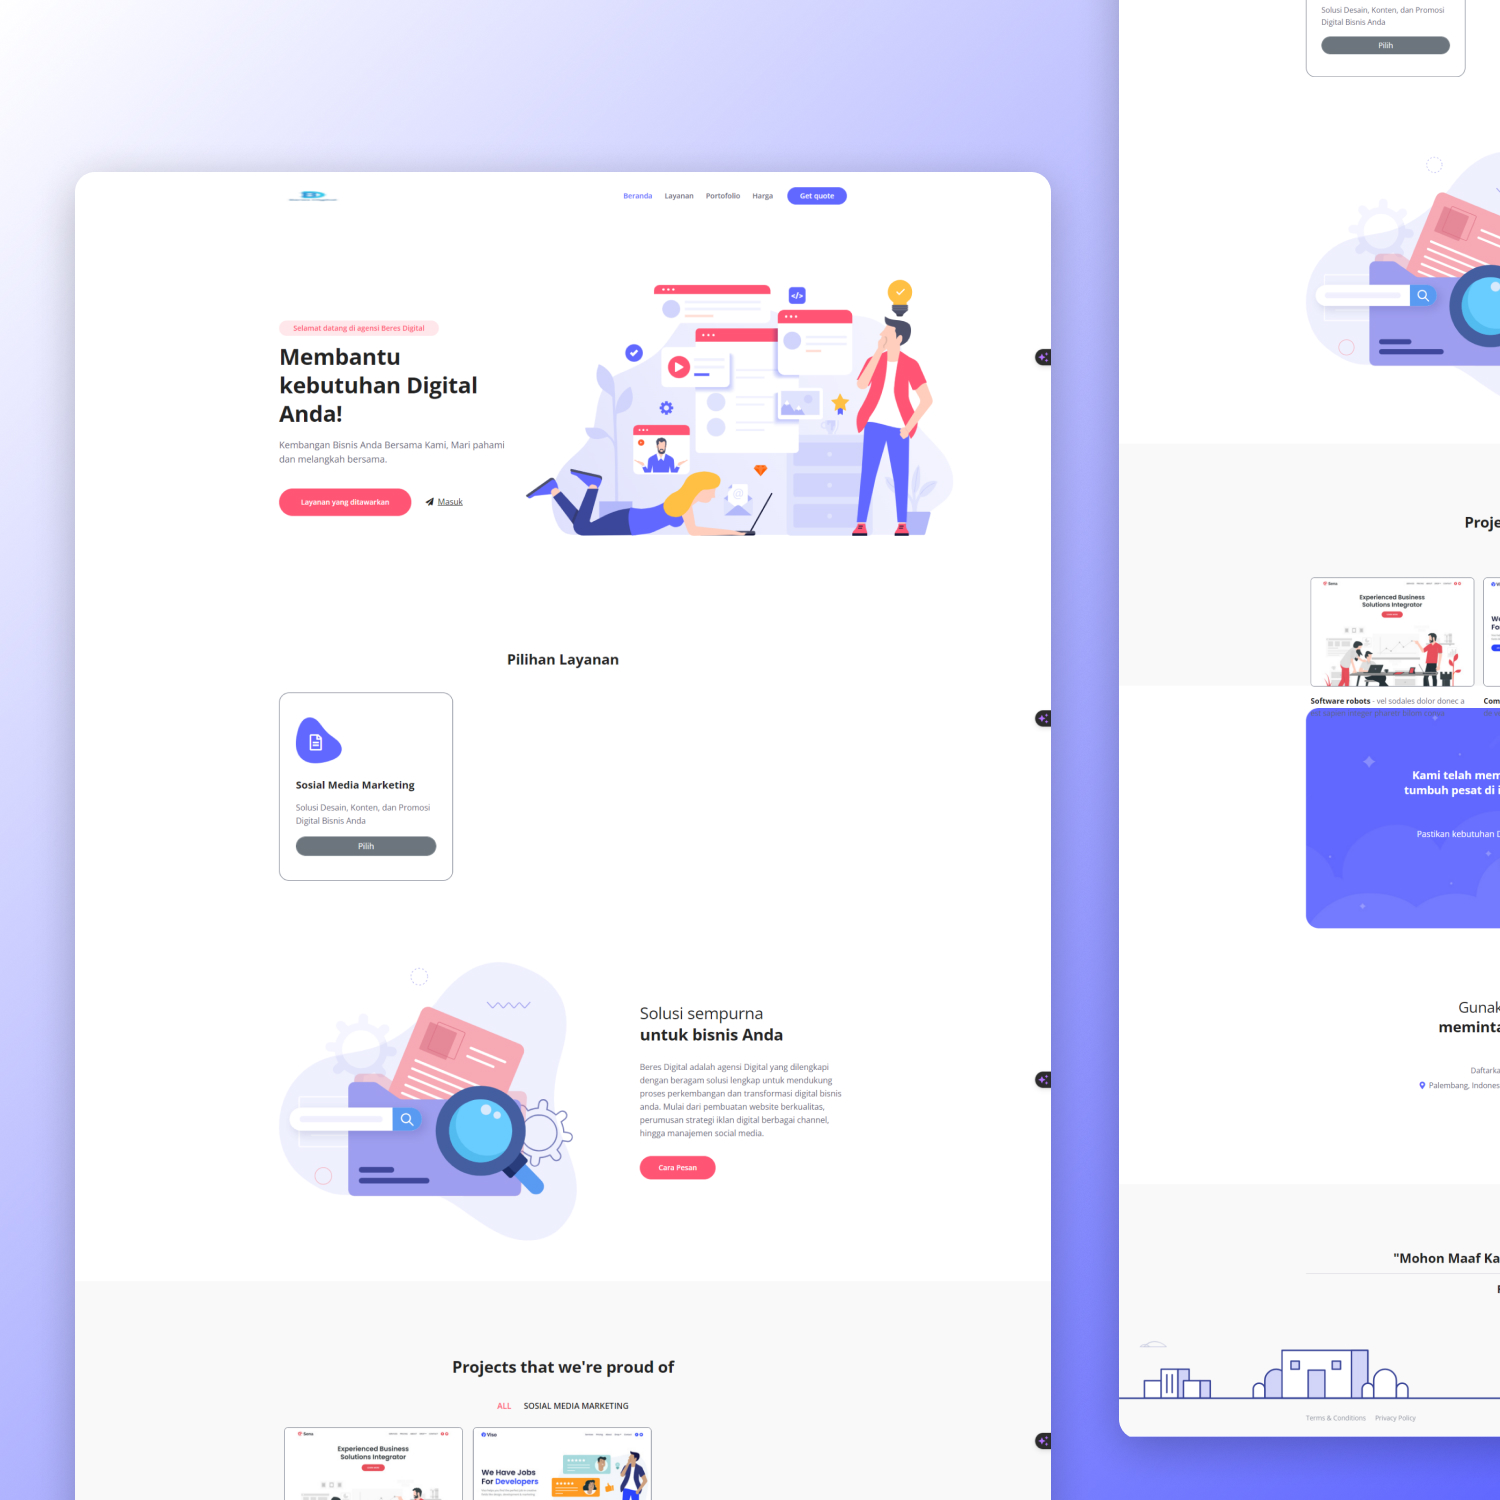 Beranda Layanan Portofolio Harga Get quote
Selamat datang di agensi Beres Digital
Membantu
kebutuhan Digital
Anda!
Kembangan Bisnis Anda Bersama Kami, Mari pahami
dan melangkah bersama.
Layanan yang ditawarkan Masuk
Pilihan Layanan
Sosial Media Marketing
Solusi Desain, Konten, dan Promosi
Digital Bisnis Anda
Pilih
Solusi sempurna
untuk bisnis Anda
Beres Digital adalah agensi Digital yang dilengkapi
dengan beragam solusi lengkap untuk mendukung
proses perkembangan dan transformasi digital bisnis
anda. Mulai dari pembuatan website berkualitas,
perumusan strategi iklan digital berbagai channel,
hingga manajemen social media.
Cara Pesan
Projects that we're proud of
ALL SOSIAL MEDIA MARKETING
Sena
Experienced Business
Solutions Integrator
Viso
We Have Jobs
For Developers
Solusi Desain, Konten, dan Promosi
Digital Bisnis Anda
Pilih
Proje
Sena
Experienced Business
Solutions Integrator
We
Fo
Software robots - vel sodales dolor donec a
Com
Kami telah mem
tumbuh pesat di i
Pastikan kebutuhan D
Gunak
meminta
Daftarka
Palembang, Indones
"Mohon Maaf Ka
Terms & Conditions Privacy Policy